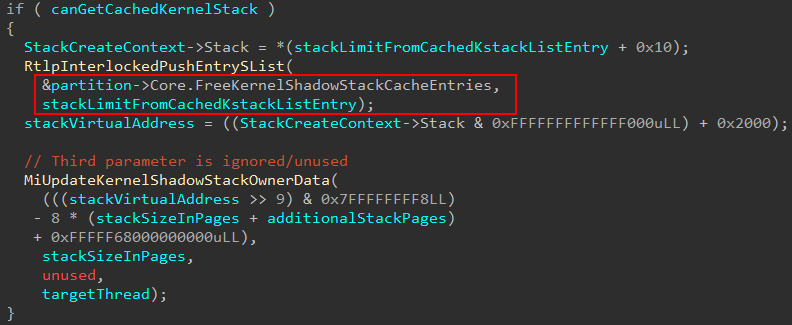 if ( canGetCachedKernelStack )
{
  StackCreateContext->Stack = *(stackLimitFromCachedKstackListEntry + 0x10);
  RtlpInterlockedPushEntrySList(
    &partition->Core.FreeKernelShadowStackCacheEntries,
    stackLimitFromCachedKstackListEntry);
  stackVirtualAddress = ((StackCreateContext->Stack & 0xFFFFFFFFFFFFF000uLL) + 0x2000);

  // Third parameter is ignored/unused
  MiUpdateKernelShadowStackOwnerData(
    (((stackVirtualAddress >> 9) & 0x7FFFFFFFF8LL)
   - 8 * (stackSizeInPages + additionalStackPages)
   + 0xFFFFF68000000000uLL),
    stackSizeInPages,
    unused,
    targetThread);
}